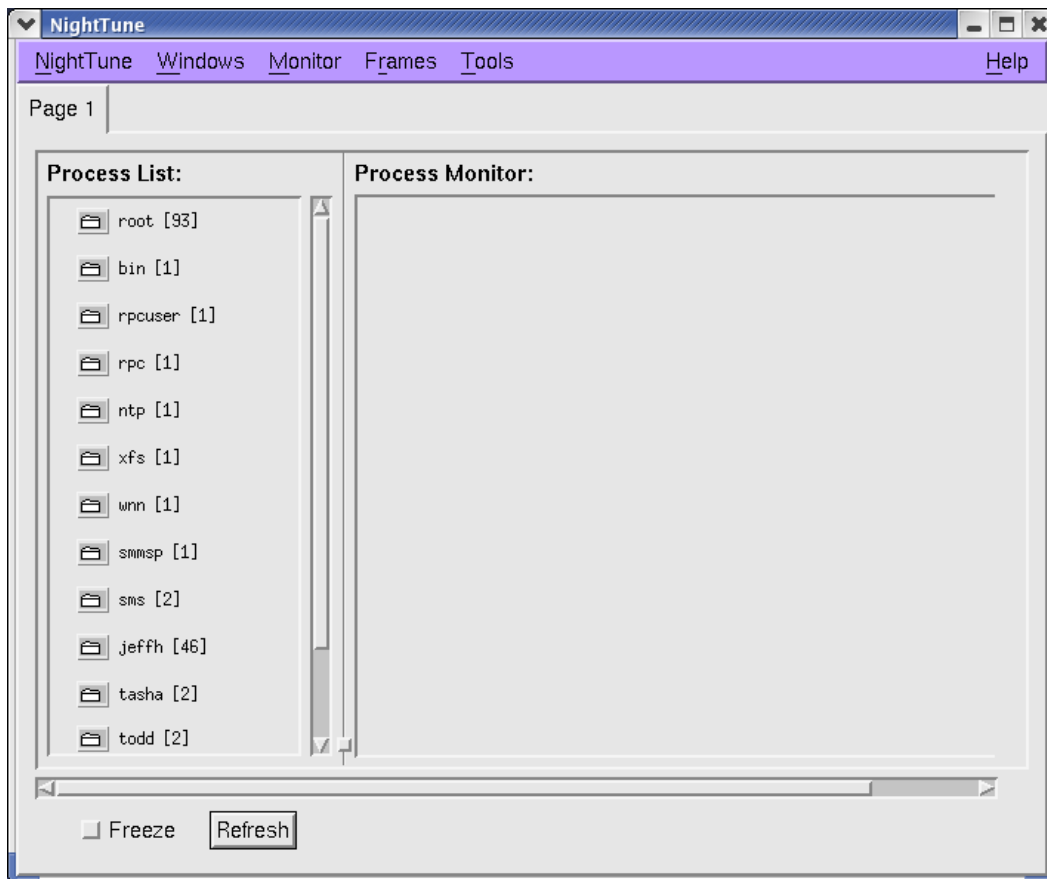 NightTune
NightTune Windows Monitor Frames Tools Help
Page 1
Process List:
root [93]
bin [1]
rpcuser [1]
rpc [1]
ntp [1]
xfs [1]
wnn [1]
smmsp [1]
sms [2]
jeffh [46]
tasha [2]
todd [2]
Process Monitor:
Freeze Refresh